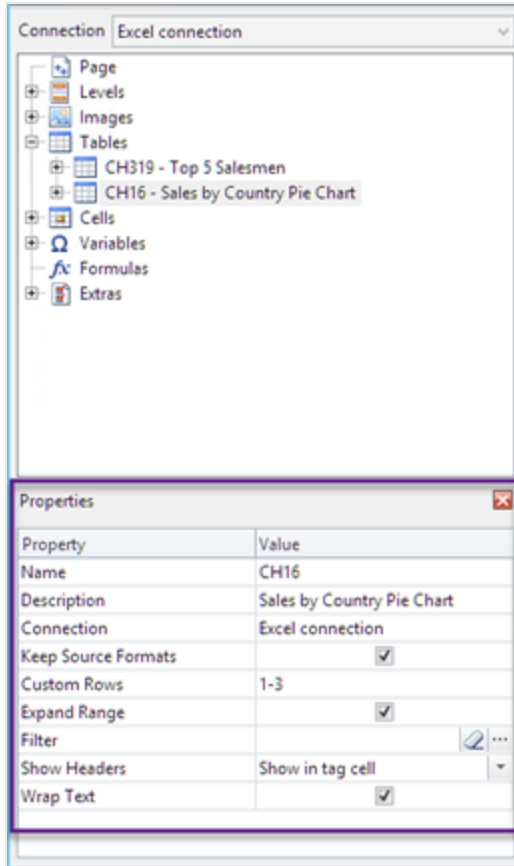 Connection Excel connection
Page
Levels
Images
Tables
CH319 - Top 5 Salesmen
CH16 - Sales by Country Pie Chart
Cells
Ω Variables
fx Formulas
Extras
Properties
Property Value
Name CH16
Description Sales by Country Pie Chart
Connection Excel connection
Keep Source Formats
Custom Rows 1-3
Expand Range
Filter ...
Show Headers Show in tag cell
Wrap Text